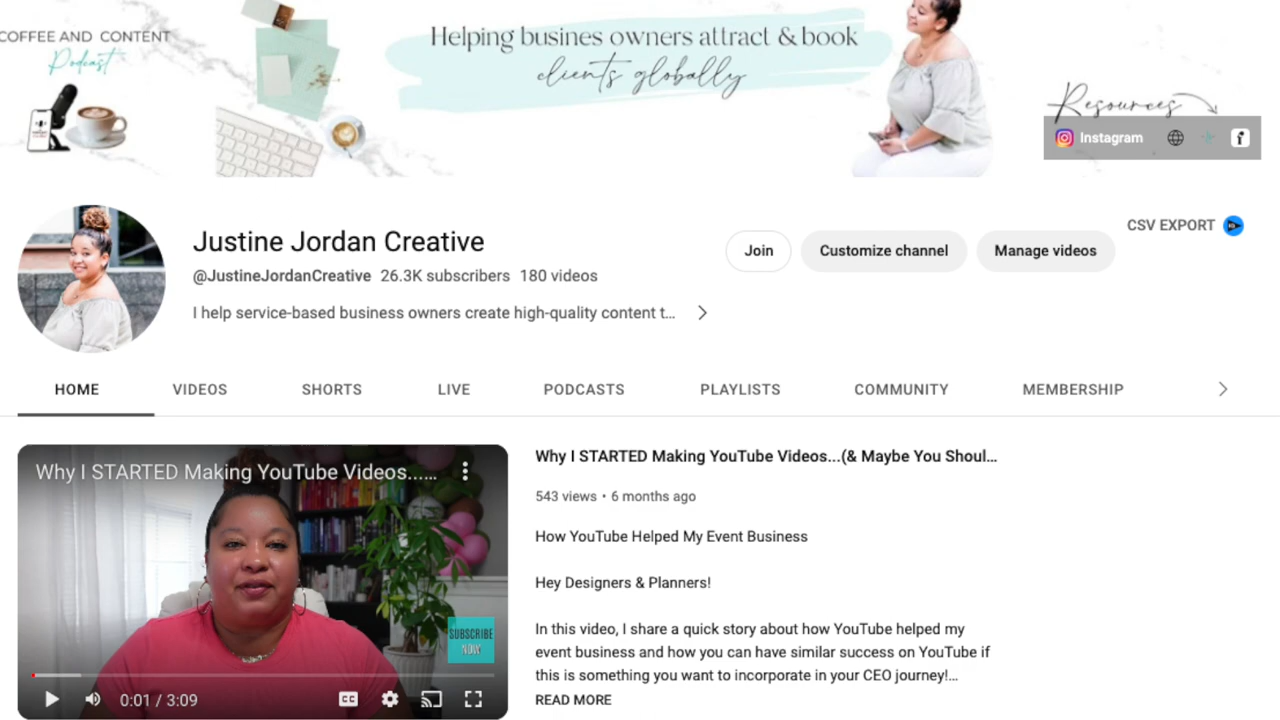 COFFEE AND CONTENT
Podcast
Helping busines owners attract & book
clients globally
Resources
Instagram
Justine Jordan Creative
@JustineJordanCreative 26.3K subscribers 180 videos
I help service-based business owners create high-quality content t...
Join
Customize channel
Manage videos
CSV EXPORT
HOME
VIDEOS
SHORTS
LIVE
PODCASTS
PLAYLISTS
COMMUNITY
MEMBERSHIP
Why I STARTED Making YouTube Videos......
SUBSCRIBE
NOW
0:01 / 3:09
CC
Why I STARTED Making YouTube Videos...(& Maybe You Shoul...
543 views • 6 months ago
How YouTube Helped My Event Business
Hey Designers & Planners!
In this video, I share a quick story about how YouTube helped my
event business and how you can have similar success on YouTube if
this is something you want to incorporate in your CEO journey!...
READ MORE